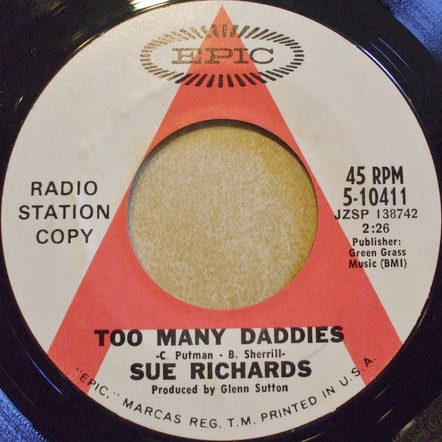 EPIC
RADIO
STATION
COPY
45 RPM
5-10411
JZSP 138742
2:26
Publisher:
Green Grass
Music (BMI)
TOO MANY DADDIES
-C. Putman - B. Sherrill-
SUE RICHARDS
Produced by Glenn Sutton
"EPIC," MARCAS REG. T.M. PRINTED IN U.S.A.